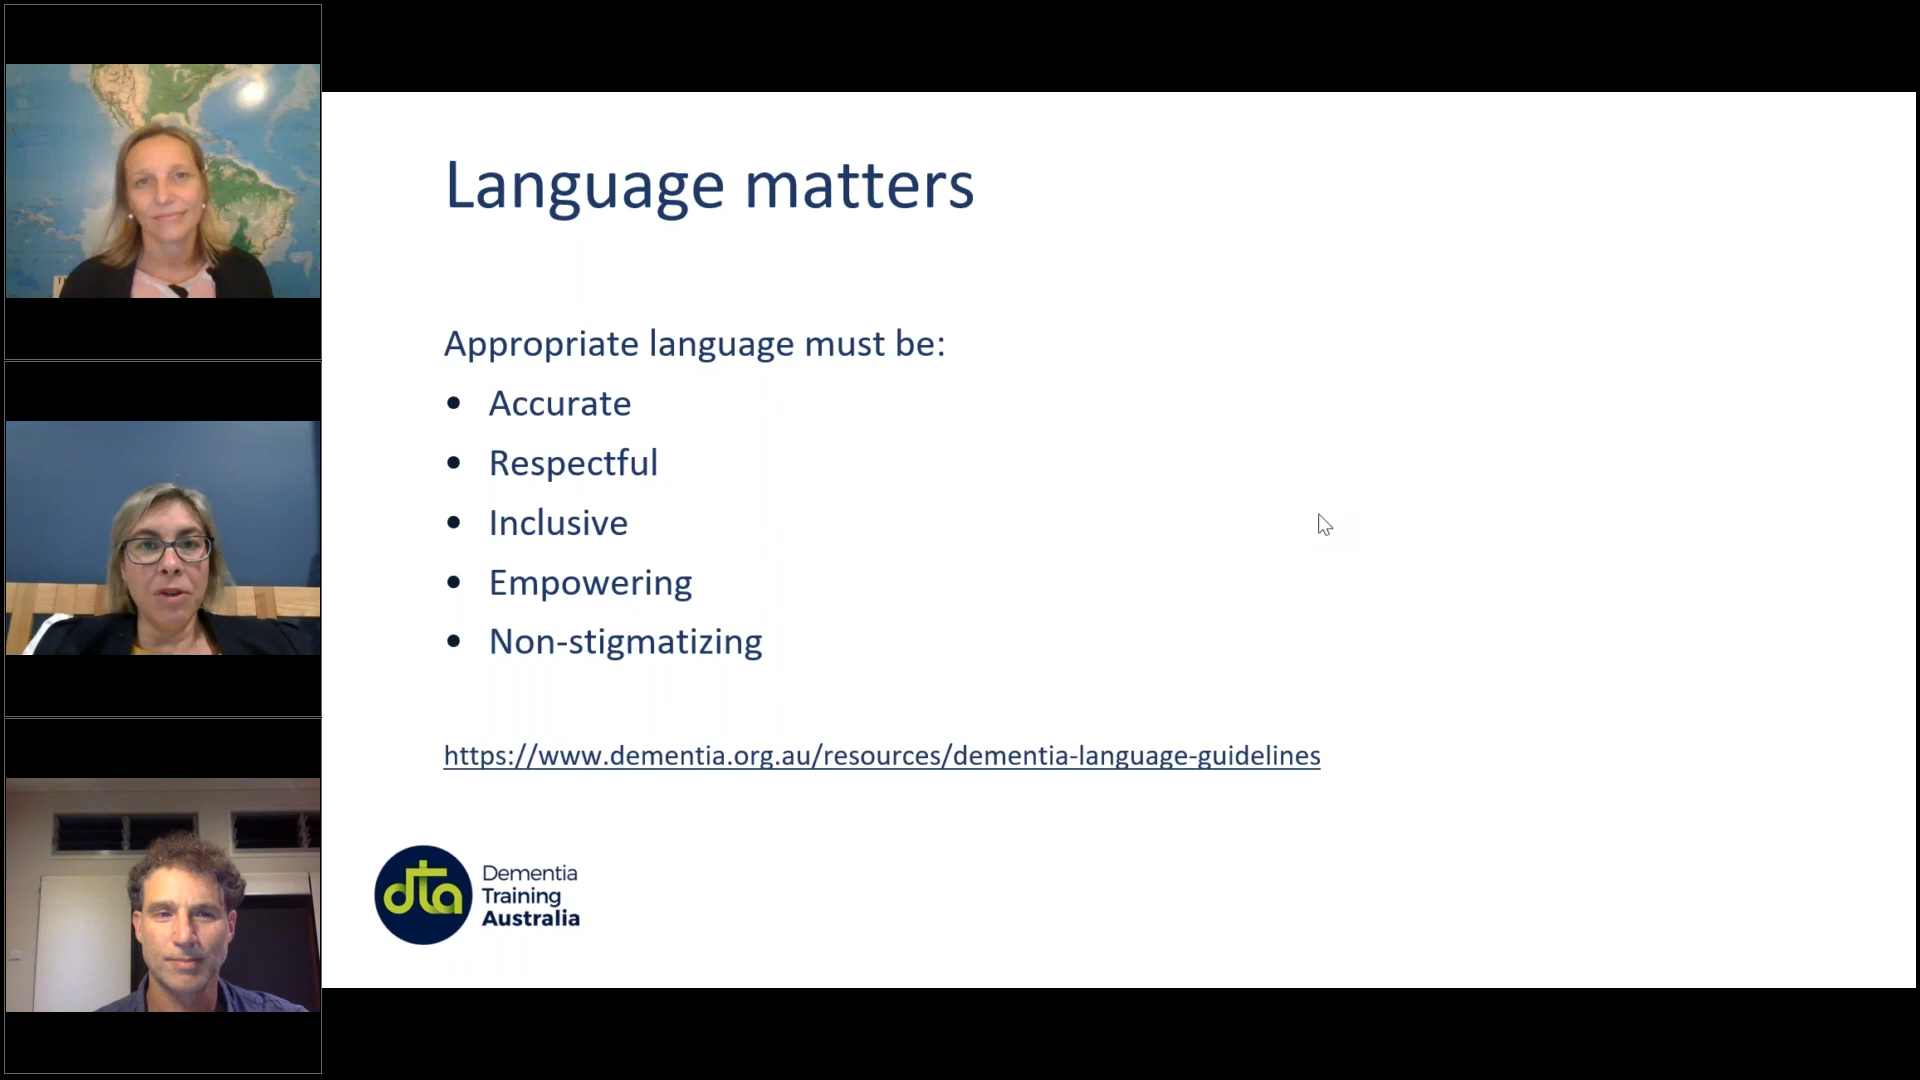 Language matters
Appropriate language must be:
• Accurate
• Respectful
• Inclusive
• Empowering
• Non-stigmatizing
https://www.dementia.org.au/resources/dementia-language-guidelines
dta
Dementia
Training
Australia